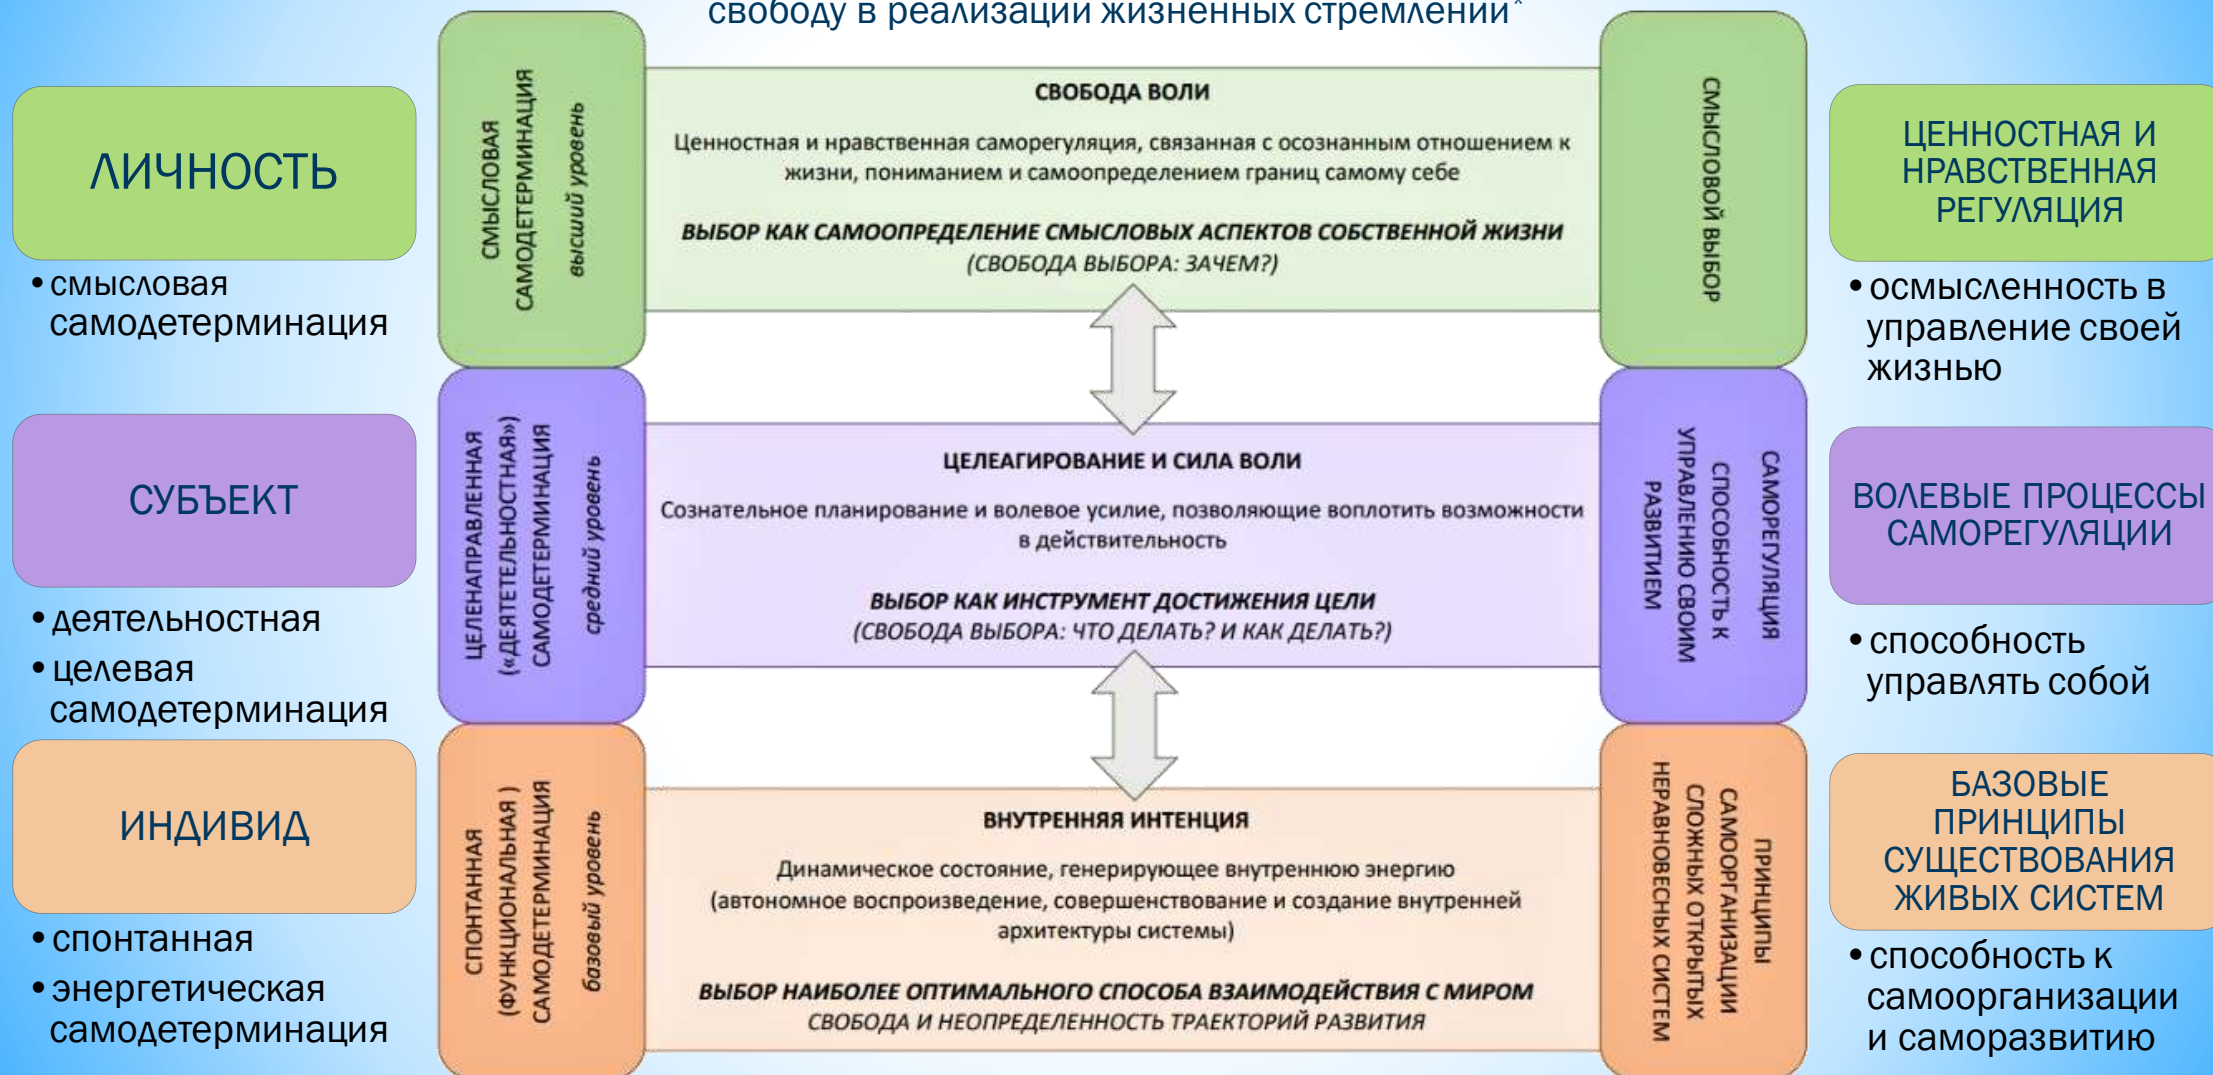 свободу в реализации жизненных стремлений*
ЛИЧНОСТЬ
• смысловая
самодетерминация
СМЫСЛОВАЯ
САМОДЕТЕРМИНАЦИЯ
высший уровень
СВОБОДА ВОЛИ
Ценностная и нравственная саморегуляция, связанная с осознанным отношением к
жизни, пониманием и самоопределением границ самому себе
ВЫБОР КАК САМООПРЕДЕЛЕНИЕ СМЫСЛОВЫХ АСПЕКТОВ СОБСТВЕННОЙ ЖИЗНИ
(СВОБОДА ВЫБОРА: ЗАЧЕМ?)
СМЫСЛОВОЙ ВЫБОР
ЦЕННОСТНАЯ И
НРАВСТВЕННАЯ
РЕГУЛЯЦИЯ
• осмысленность в
управление своей
жизнью
СУБЪЕКТ
• деятельностная
• целевая
самодетерминация
ЦЕЛЕНАПРАВЛЕННАЯ
(«ДЕЯТЕТЕЛЬНОСТНАЯ»)
САМОДЕТЕРМИНАЦИЯ
средний уровень
ЦЕЛЕАГИРОВАНИЕ И СИЛА ВОЛИ
Сознательное планирование и волевое усилие, позволяющие воплотить возможности
в действительность
ВЫБОР КАК ИНСТРУМЕНТ ДОСТИЖЕНИЯ ЦЕЛИ
(СВОБОДА ВЫБОРА: ЧТО ДЕЛАТЬ? И КАК ДЕЛАТЬ?)
САМОРЕГУЛЯЦИЯ
СПОСОБНОСТЬ К
УПРАВЛЕНИЮ СВОИМ
РАЗВИТИЕМ
ВОЛЕВЫЕ ПРОЦЕССЫ
САМОРЕГУЛЯЦИИ
• способность
управлять собой
ИНДИВИД
• спонтанная
• энергетическая
самодетерминация
СПОНТАННАЯ
(ФУНКЦИОНАЛЬНАЯ )
САМОДЕТЕРМИНАЦИЯ
базовый уровень
ВНУТРЕННЯЯ ИНТЕНЦИЯ
Динамическое состояние, генерирующее внутреннюю энергию
(автономное воспроизведение, совершенствование и создание внутренней
архитектуры системы)
ВЫБОР НАИБОЛЕЕ ОПТИМАЛЬНОГО СПОСОБА ВЗАИМОДЕЙСТВИЯ С МИРОМ
СВОБОДА И НЕОПРЕДЕЛЕННОСТЬ ТРАЕКТОРИЙ РАЗВИТИЯ
ПРИНЦИПЫ
САМООРГАНИЗАЦИИ
СЛОЖНЫХ ОТКРЫТЫХ
НЕРАВНОВЕСНЫХ СИСТЕМ
БАЗОВЫЕ
ПРИНЦИПЫ
СУЩЕСТВОВАНИЯ
ЖИВЫХ СИСТЕМ
• способность к
самоорганизации
и саморазвитию